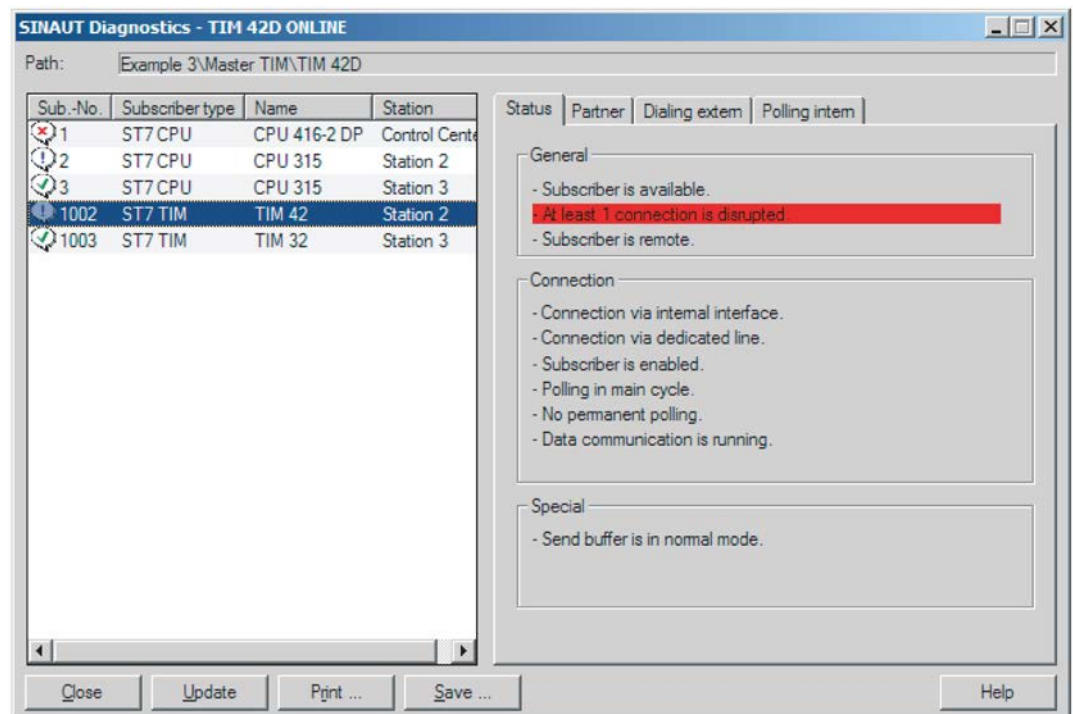 SINAUT Diagnostics - TIM 42D ONLINE
Path: Example 3\Master TIM\TIM 42D
Sub.-No. Subscriber type Name Station
1 ST7 CPU CPU 416-2 DP Control Cente
2 ST7 CPU CPU 315 Station 2
3 ST7 CPU CPU 315 Station 3
1002 ST7 TIM TIM 42 Station 2
1003 ST7 TIM TIM 32 Station 3
Status Partner Dialing extern Polling intern
General
- Subscriber is available.
- At least 1 connection is disrupted.
- Subscriber is remote.
Connection
- Connection via internal interface.
- Connection via dedicated line.
- Subscriber is enabled.
- Polling in main cycle.
- No permanent polling.
- Data communication is running.
Special
- Send buffer is in normal mode.
Close Update Print ... Save ... Help